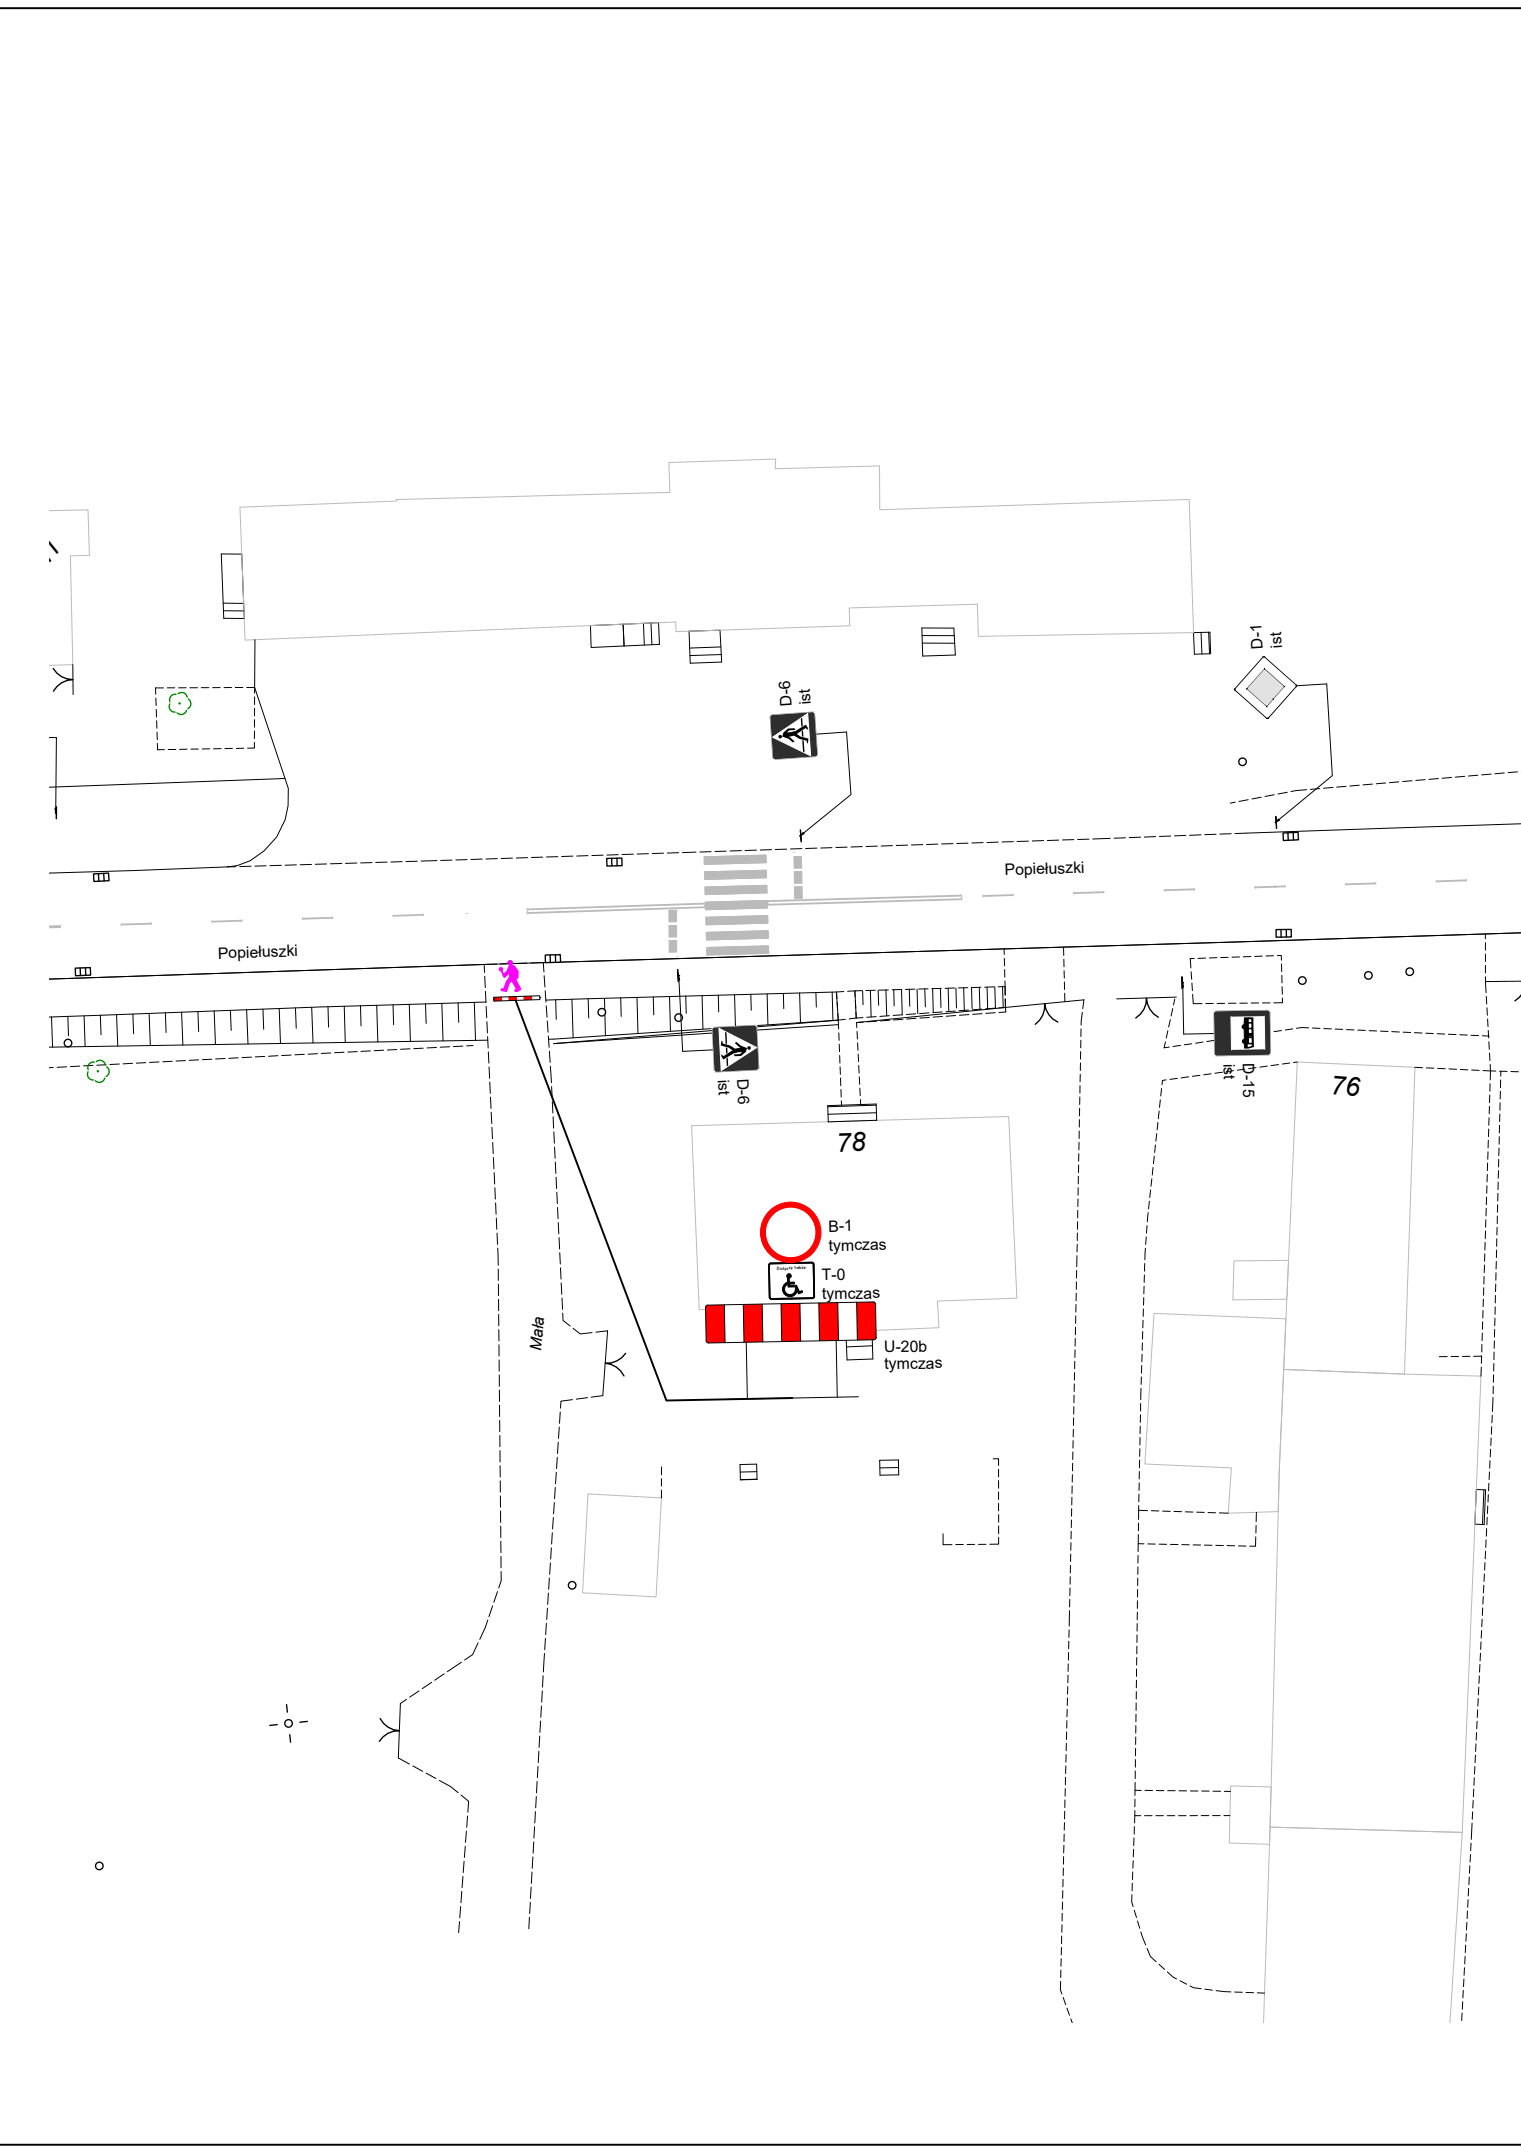 D-1
ist
D-6
ist
Popiełuszki
Popiełuszki
D-6
ist
D-15
ist
76
78
B-1
tymczas
T-0
tymczas
Mała
U-20b
tymczas